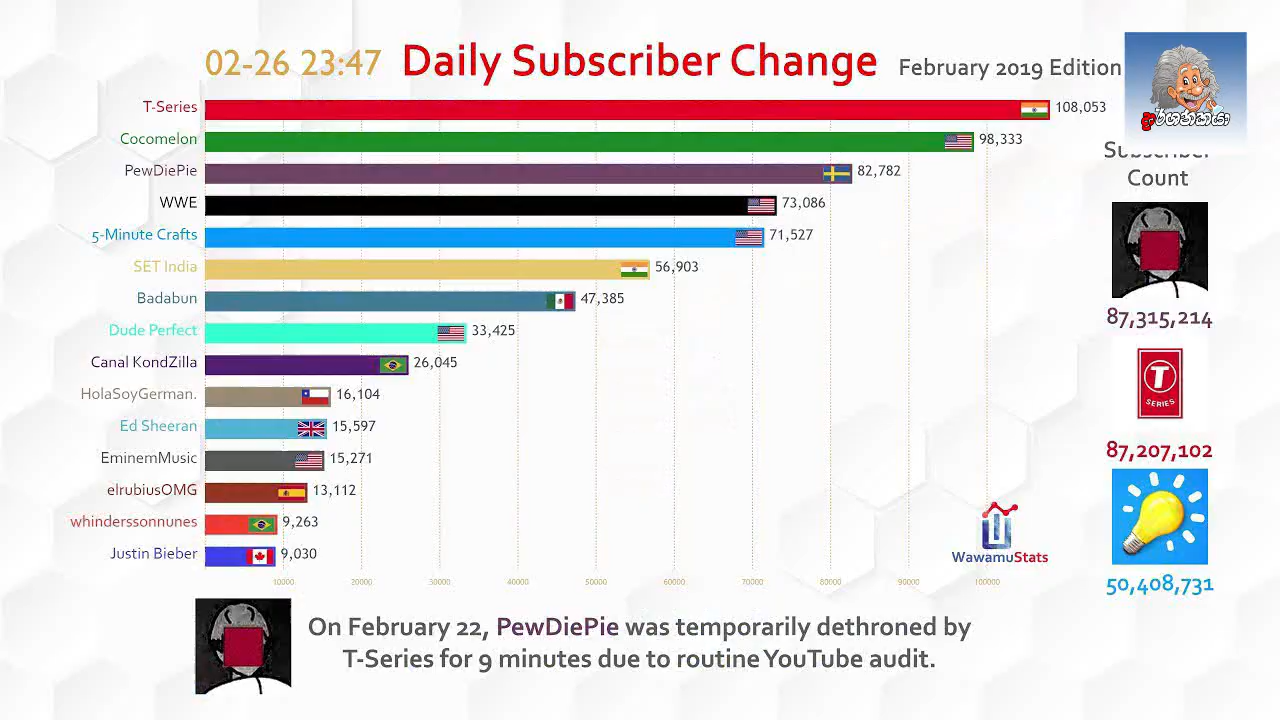 02-26 23:47 Daily Subscriber Change February 2019 Edition
T-Series 108,053
Cocomelon 98,333
PewDiePie 82,782
WWE 73,086
5-Minute Crafts 71,527
SET India 56,903
Badabun 47,385
Dude Perfect 33,425
Canal KondZilla 26,045
HolaSoyGerman. 16,104
Ed Sheeran 15,597
EminemMusic 15,271
elrubiusOMG 13,112
whinderssonnunes 9,263
Justin Bieber 9,030
10000 20000 30000 40000 50000 60000 70000 80000 90000 100000
Subscriber
Count
87,315,214
T
SERIES
87,207,102
50,408,731
WawamuStats
On February 22, PewDiePie was temporarily dethroned by
T-Series for 9 minutes due to routine YouTube audit.